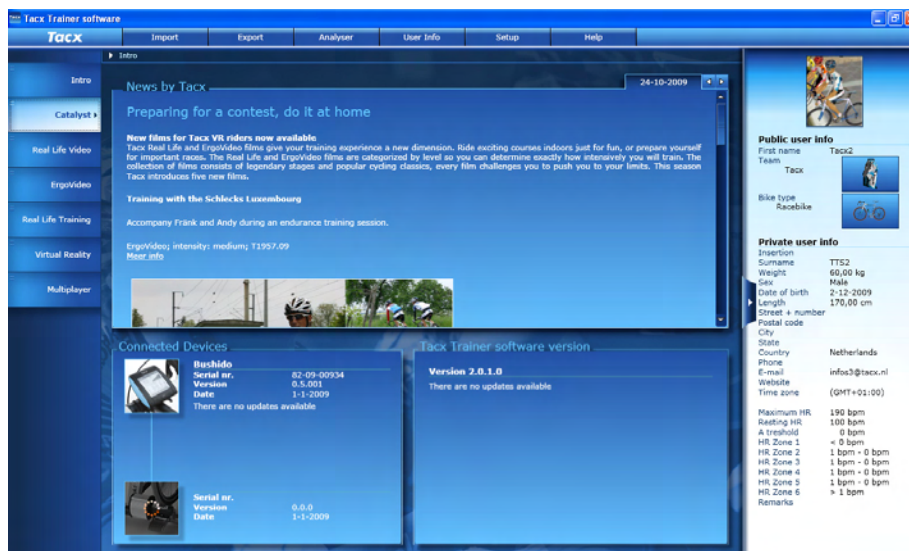 Tacx Trainer software
Tacx
Import
Export
Analyser
User Info
Setup
Help
Intro
Intro
Catalyst
Real Life Video
ErgoVideo
Real Life Training
Virtual Reality
Multiplayer
News by Tacx
24-10-2009
Preparing for a contest, do it at home
New films for Tacx VR riders now available
Tacx Real Life and ErgoVideo films give your training experience a new dimension. Ride exciting courses indoors just for fun, or prepare yourself
for important races. The Real Life and ErgoVideo films are categorized by level so you can determine exactly how intensively you will train. The
collection of films consists of legendary stages and popular cycling classics, every film challenges you to push you to your limits. This season
Tacx introduces five new films.
Training with the Schlecks Luxembourg
Accompany Fränk and Andy during an endurance training session.
ErgoVideo; intensity: medium; T1957.09
Meer info
Connected Devices
Bushido
Serial nr. 82-09-00934
Version 0.5.001
Date 1-1-2009
There are no updates available
Serial nr.
Version 0.0.0
Date 1-1-2009
Tacx Trainer software version
Version 2.0.1.0
There are no updates available
Public user info
First name Tacx2
Team
Tacx
Bike type
Racebike
Private user info
Insertion
Surname TTS2
Weight 60,00 kg
Sex Male
Date of birth 2-12-2009
Length 170,00 cm
Street + number
Postal code
City
State
Country Netherlands
Phone
E-mail infos3@tacx.nl
Website
Time zone (GMT+01:00)
Maximum HR 190 bpm
Resting HR 100 bpm
A treshold 0 bpm
HR Zone 1 < 0 bpm
HR Zone 2 1 bpm - 0 bpm
HR Zone 3 1 bpm - 0 bpm
HR Zone 4 1 bpm - 0 bpm
HR Zone 5 1 bpm - 0 bpm
HR Zone 6 > 1 bpm
Remarks